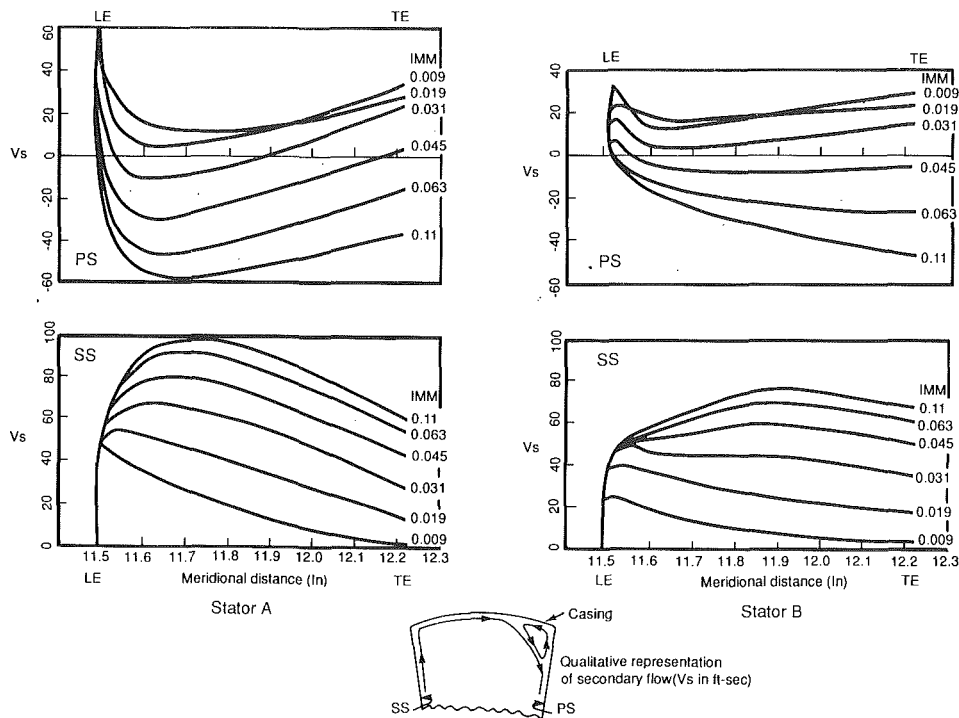 LE
TE
60
40
20
0
-20
-40
-60
Vs
PS
IMM
0.009
0.019
0.031
0.045
0.063
0.11
LE
TE
40
20
0
-20
-40
-60
Vs
PS
IMM
0.009
0.019
0.031
0.045
0.063
0.11
100
80
60
40
20
0
Vs
SS
IMM
0.11
0.063
0.045
0.031
0.019
0.009
11.5 11.6 11.7 11.8 11.9 12.0 12.1 12.2 12.3
LE Meridional distance (In) TE
Stator A
100
80
60
40
20
0
Vs
SS
IMM
0.11
0.063
0.045
0.031
0.019
0.009
11.5 11.6 11.7 11.8 11.9 12.0 12.1 12.2 12.3
LE Meridional distance (In) TE
Stator B
Casing
Qualitative representation
of secondary flow(Vs in ft-sec)
SS
PS